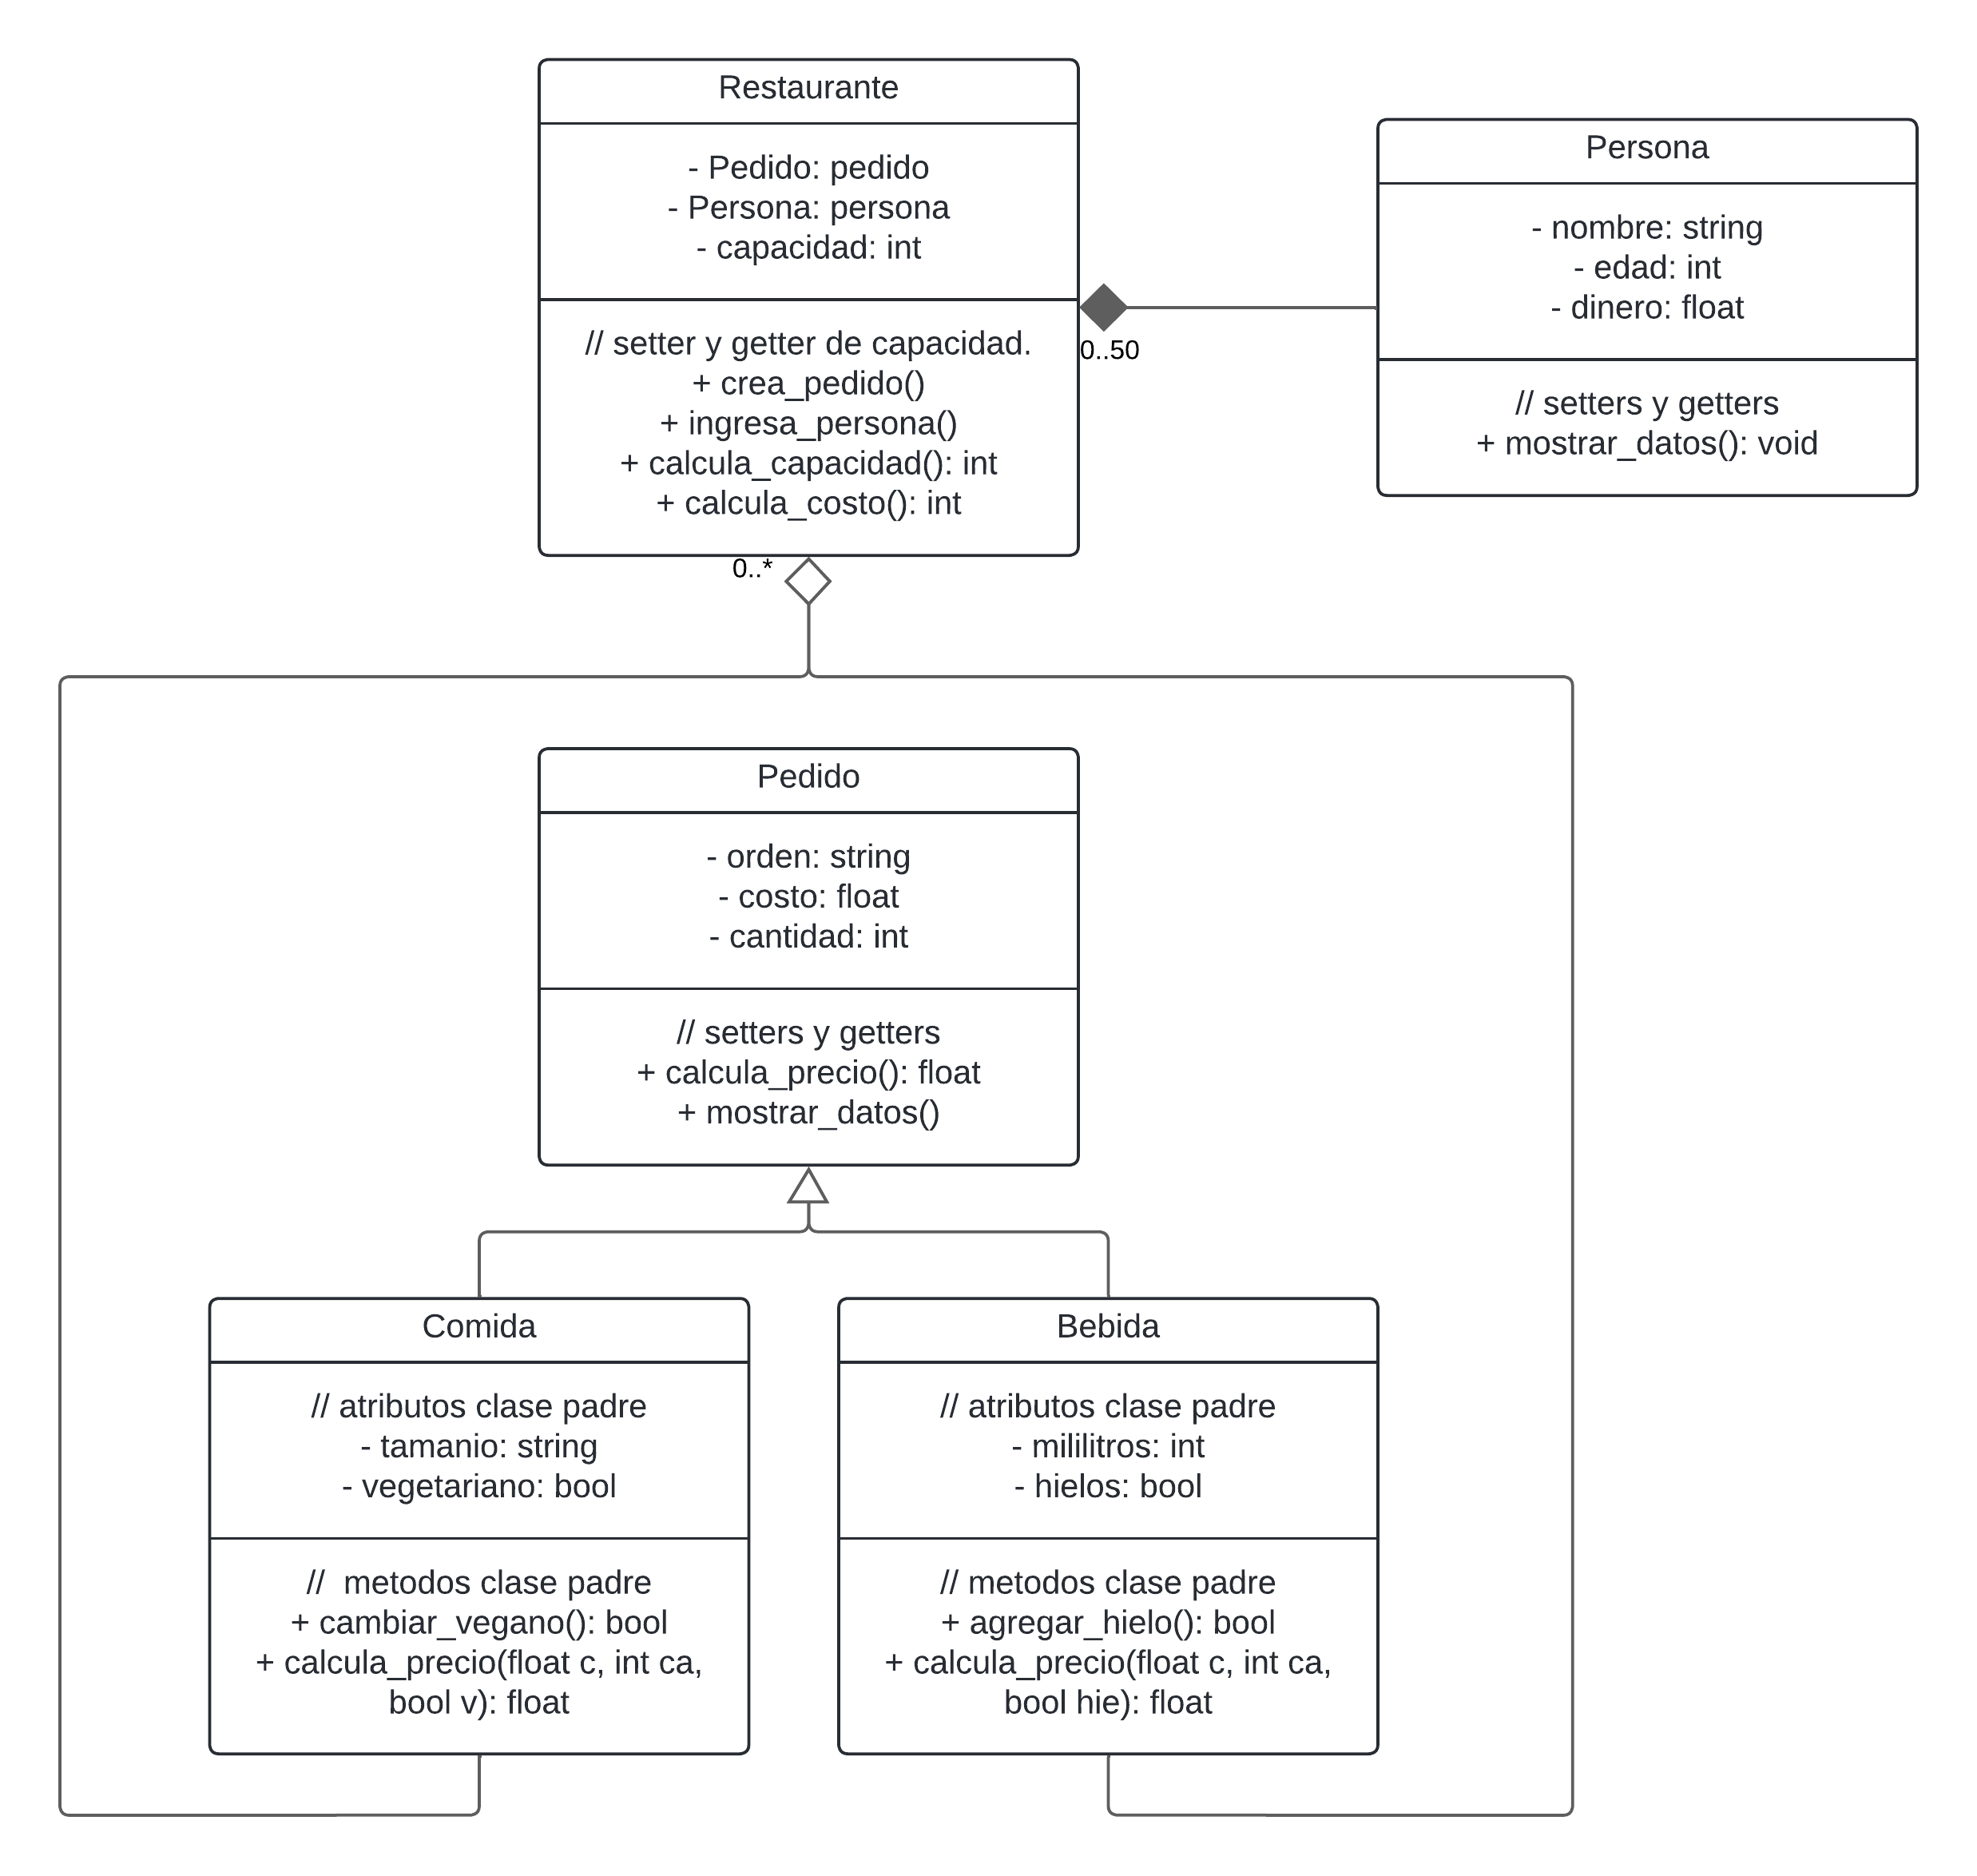 Restaurante
- Pedido: pedido
- Persona: persona
- capacidad: int
// setter y getter de capacidad.
+ crea_pedido()
+ ingresa_persona()
+ calcula_capacidad(): int
+ calcula_costo(): int
Persona
- nombre: string
- edad: int
- dinero: float
// setters y getters
+ mostrar_datos(): void
0..50
0..*
Pedido
- orden: string
- costo: float
- cantidad: int
// setters y getters
+ calcula_precio(): float
+ mostrar_datos()
Comida
// atributos clase padre
- tamanio: string
- vegetariano: bool
//  metodos clase padre
+ cambiar_vegano(): bool
+ calcula_precio(float c, int ca,
bool v): float
Bebida
// atributos clase padre
- mililitros: int
- hielos: bool
// metodos clase padre
+ agregar_hielo(): bool
+ calcula_precio(float c, int ca,
bool hie): float